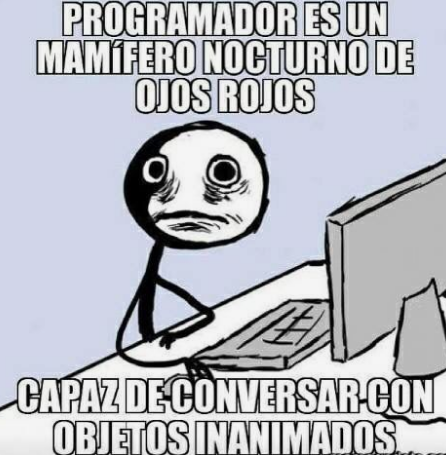 PROGRAMADOR ES UN
MAMÍFERO NOCTURNO DE
OJOS ROJOS
CAPAZ DE CONVERSAR CON
OBJETOS INANIMADOS